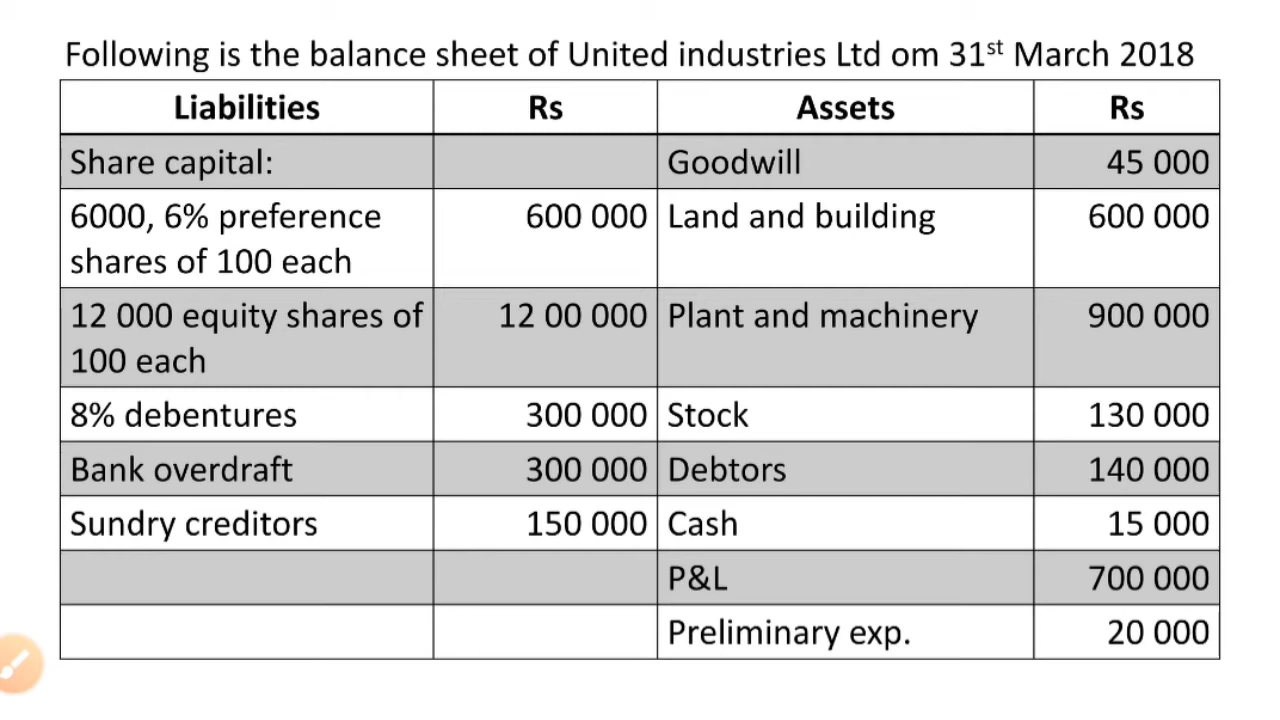 Following is the balance sheet of United industries Ltd om 31st March 2018
Liabilities Rs Assets Rs
Share capital: Goodwill 45 000
6000, 6% preference 600 000 Land and building 600 000
shares of 100 each
12 000 equity shares of 12 00 000 Plant and machinery 900 000
100 each
8% debentures 300 000 Stock 130 000
Bank overdraft 300 000 Debtors 140 000
Sundry creditors 150 000 Cash 15 000
P&L 700 000
Preliminary exp. 20 000